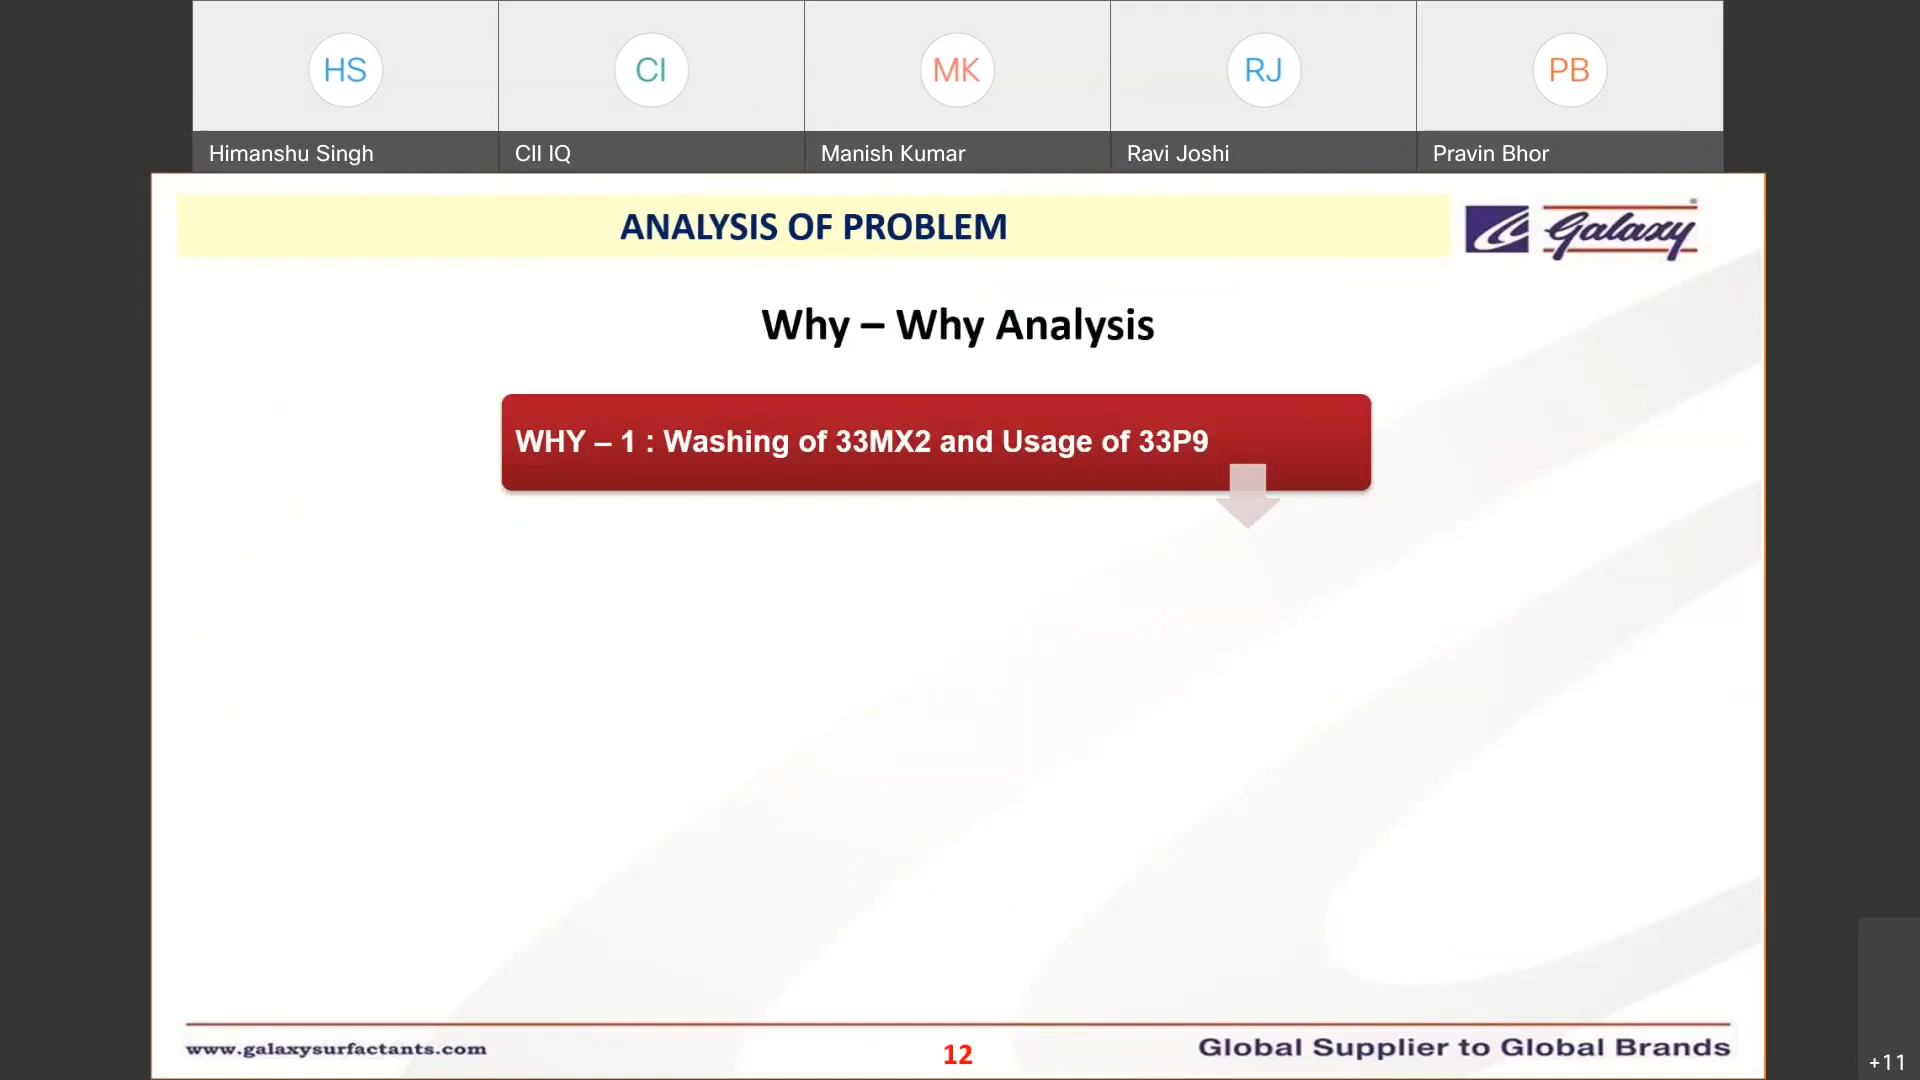 HS
CI
MK
RJ
PB
Himanshu Singh
CII IQ
Manish Kumar
Ravi Joshi
Pravin Bhor
ANALYSIS OF PROBLEM
Galaxy
Why – Why Analysis
WHY – 1 : Washing of 33MX2 and Usage of 33P9
www.galaxysurfactants.com
12
Global Supplier to Global Brands
+11